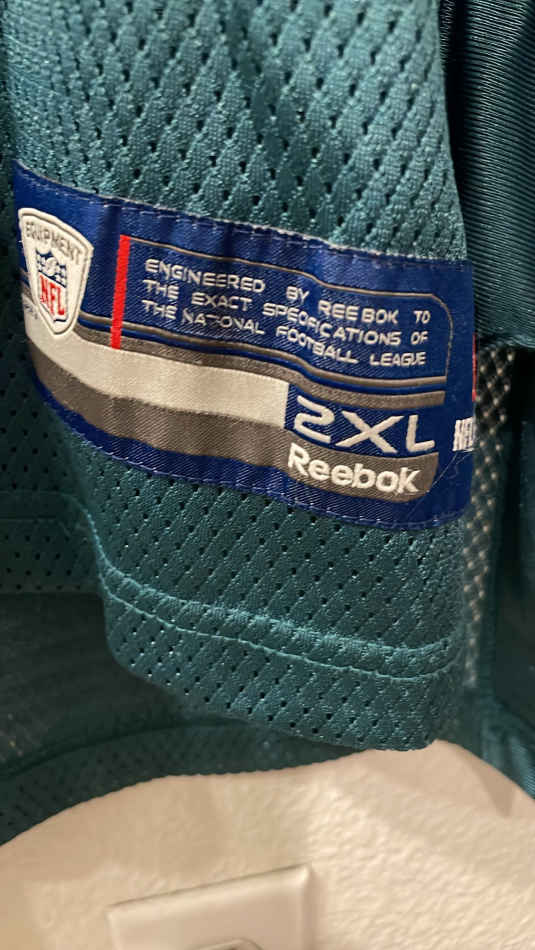 EQUIPMENT
NFL
ENGINEERED BY REEBOK TO
THE EXACT SPECIFICATIONS OF
THE NATIONAL FOOTBALL LEAGUE
2XL
Reebok